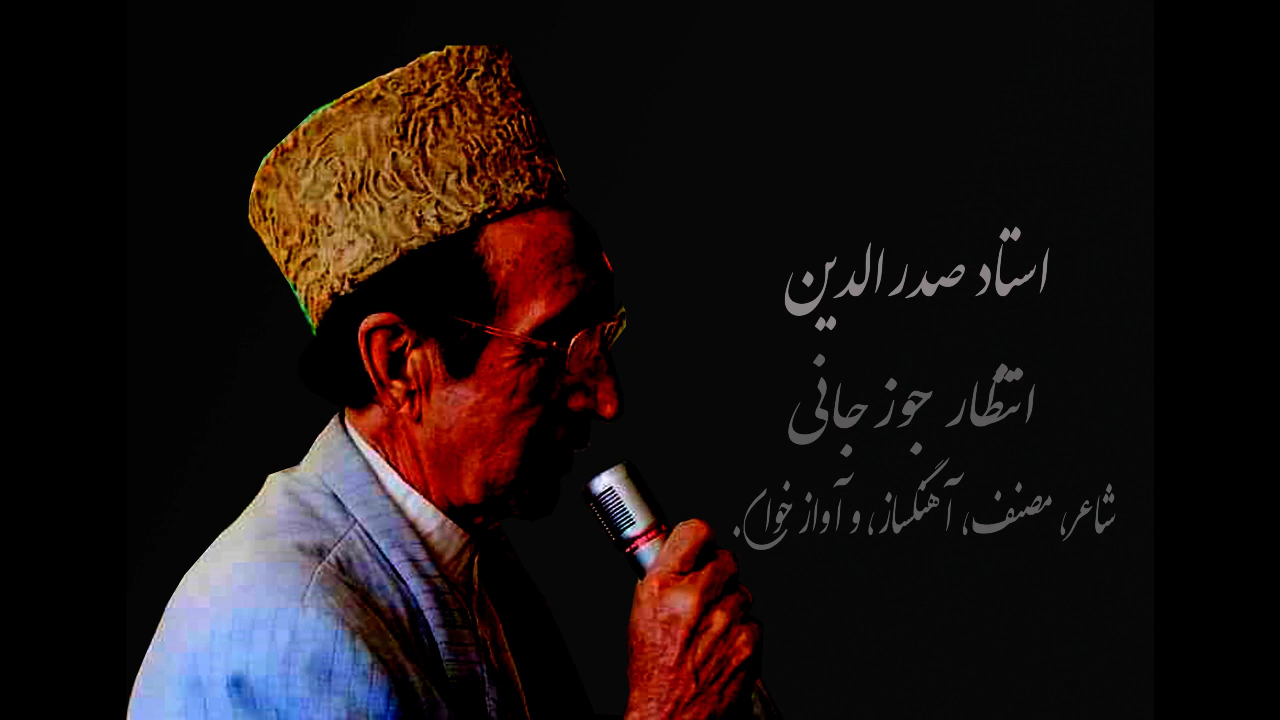 استاد صدرالدین
انتظار جوزجانی
شاعر، مصنف، آهنگساز، و آواز خوان.